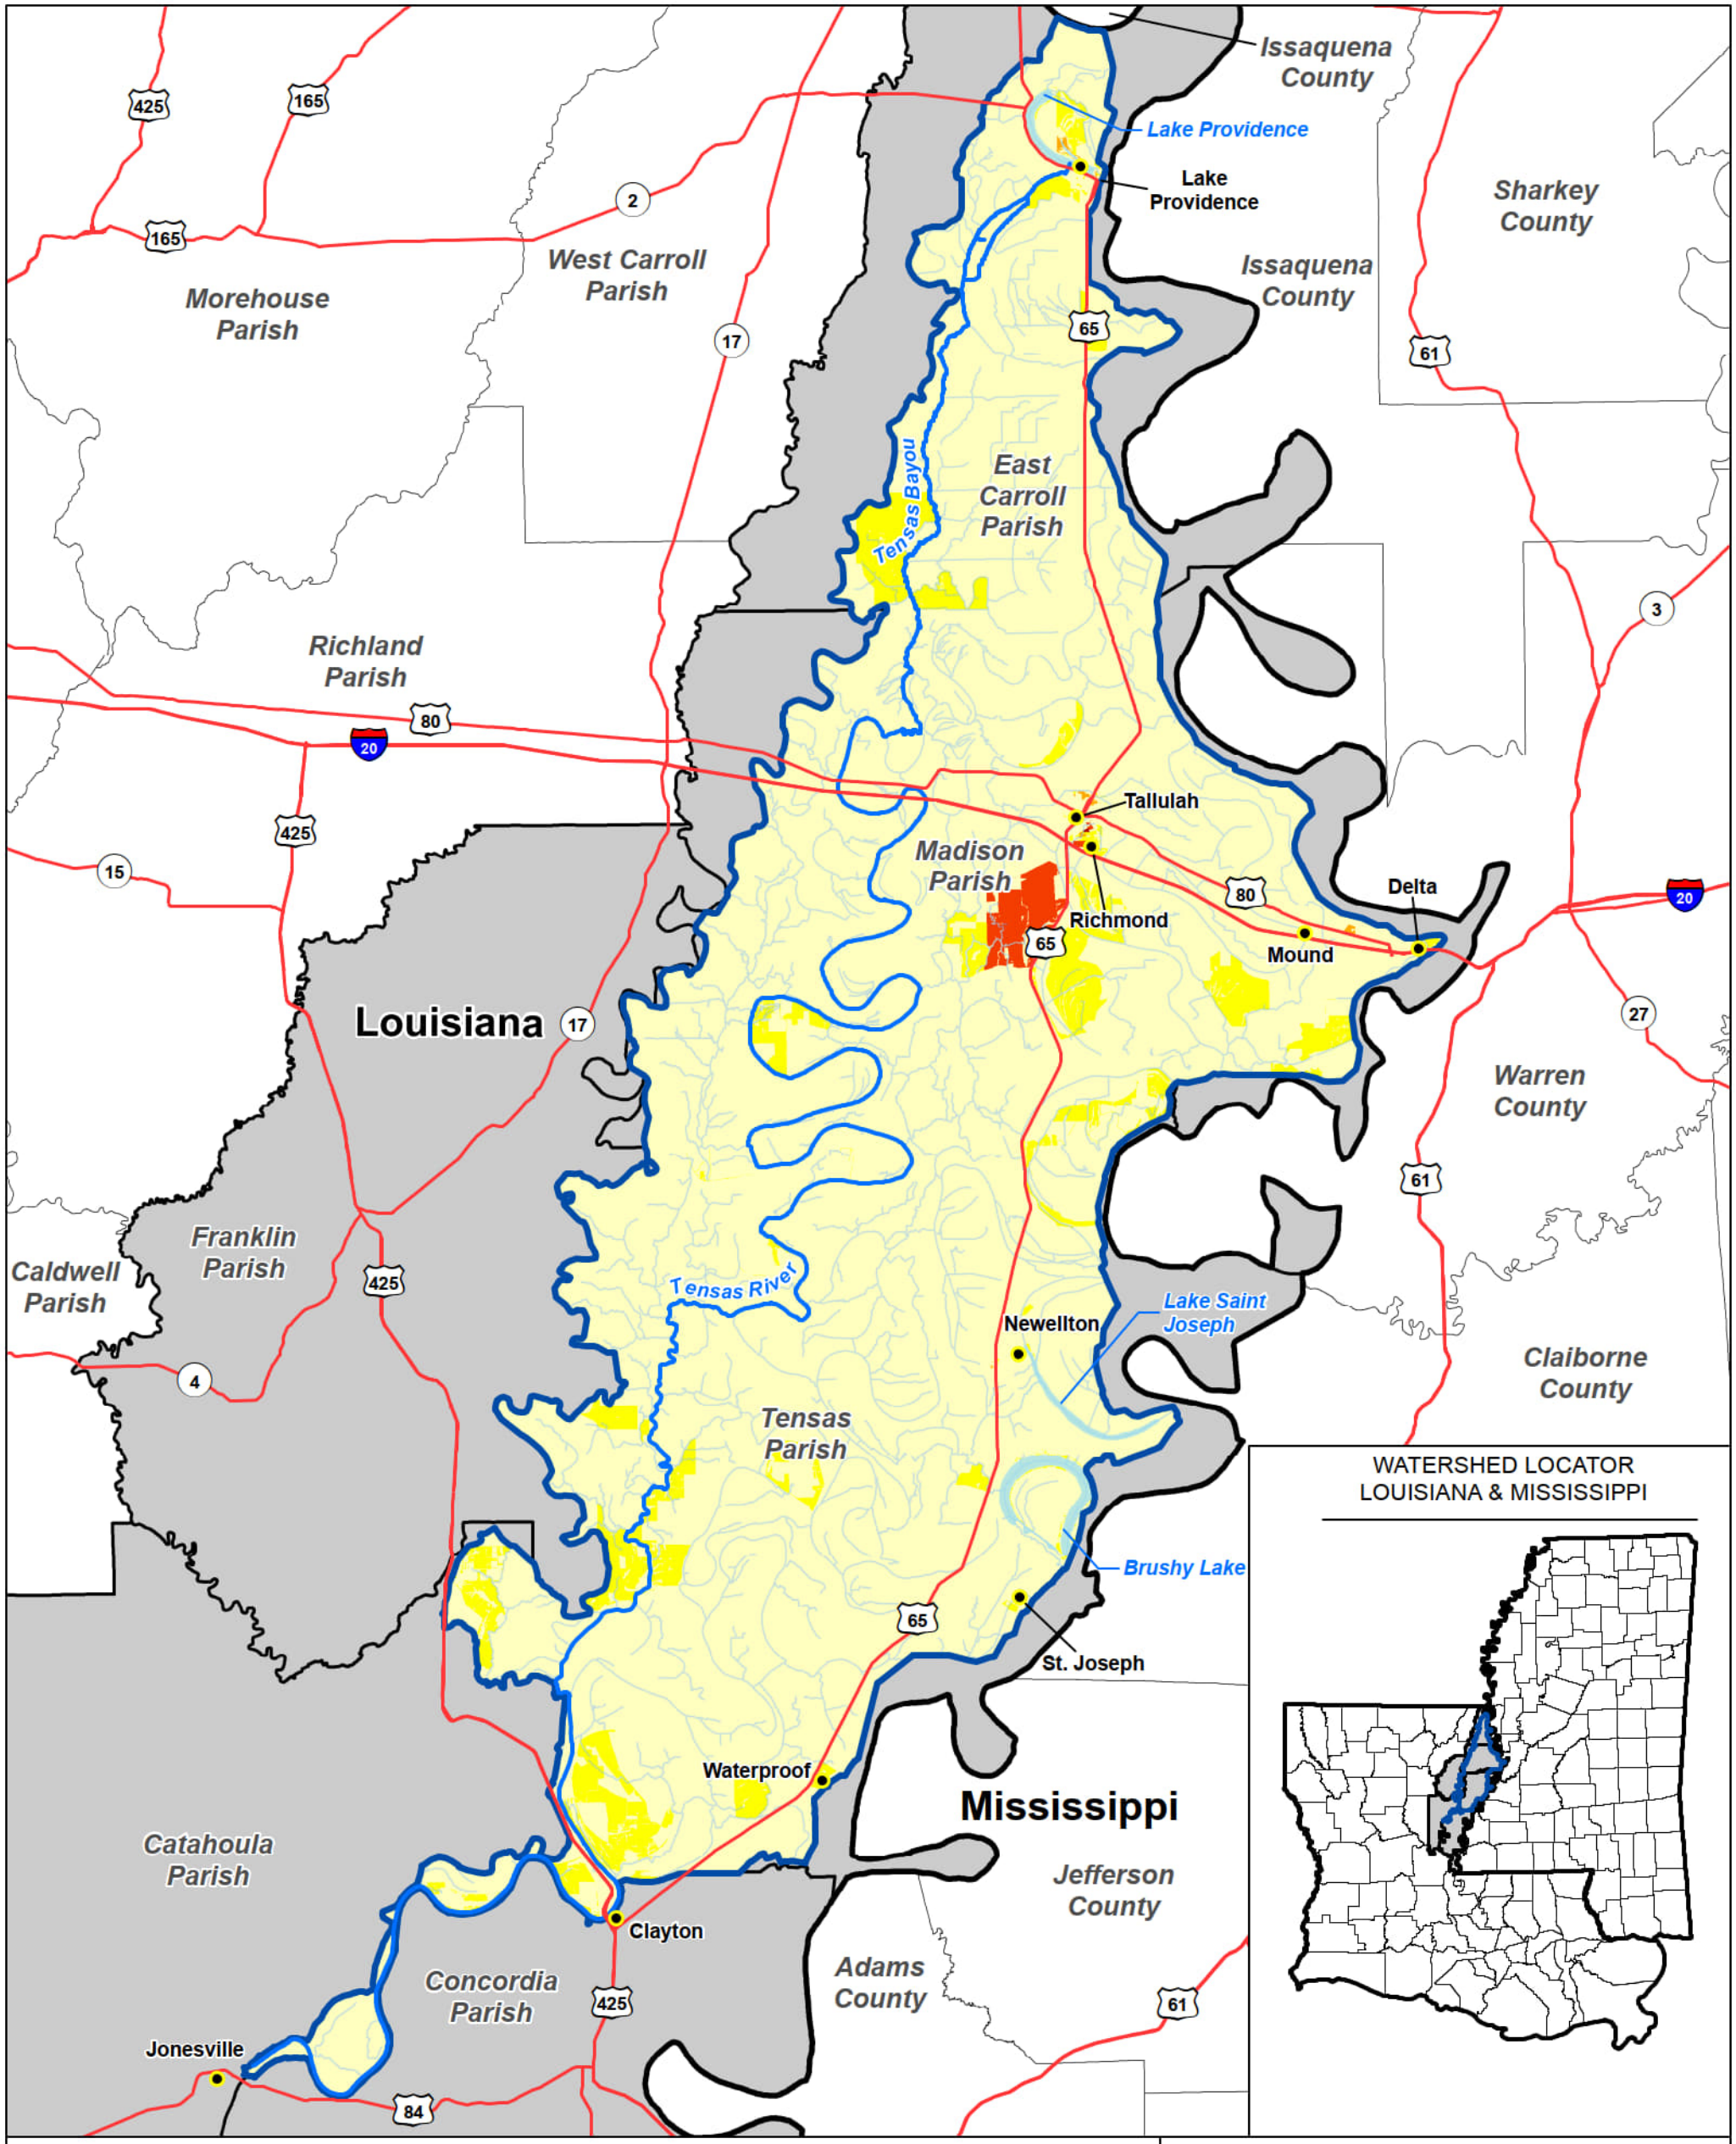 Issaquena
County
425
165
Lake Providence
Lake
Providence
Sharkey
County
2
165
West Carroll
Parish
Issaquena
County
Morehouse
Parish
65
17
61
East
Carroll
Parish
Tensas Bayou
3
Richland
Parish
80
20
Tallulah
425
Madison
Parish
15
Delta
80
20
Richmond
65
Mound
Louisiana
17
27
Warren
County
61
Franklin
Parish
Caldwell
Parish
425
Tensas River
Lake Saint
Joseph
Newellton
Claiborne
County
4
Tensas
Parish
WATERSHED LOCATOR
LOUISIANA & MISSISSIPPI
Brushy Lake
65
St. Joseph
Waterproof
Mississippi
Catahoula
Parish
Jefferson
County
Clayton
Adams
County
Concordia
Parish
425
61
Jonesville
84